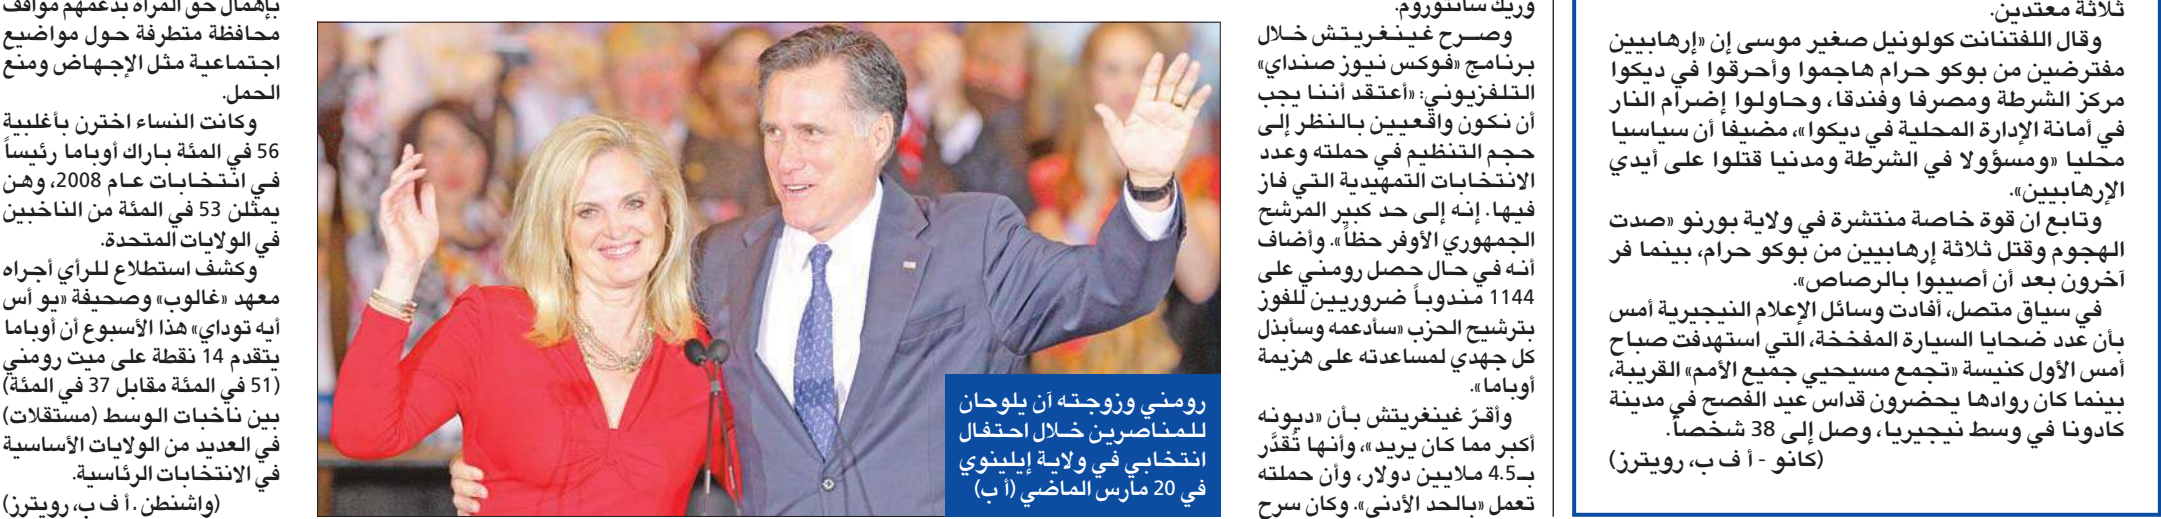 ثلاثة معتدين.
وقال اللفتنانت كولونيل صغير موسى إن «إرهابيين
مفترضين من بوكو حرام هاجموا وأحرقوا في ديكوا
مركز الشرطة ومصرفا وفندقا، وحاولوا إضرام النار
في أمانة الإدارة المحلية في ديكوا»، مضيفا أن سياسيا
محليا «ومسؤولا في الشرطة ومدنيا قتلوا على أيدي
الإرهابيين».
وتابع ان قوة خاصة منتشرة في ولاية بورنو «صدت
الهجوم وقتل ثلاثة إرهابيين من بوكو حرام، بينما فر
آخرون بعد أن أصيبوا بالرصاص».
في سياق متصل، أفادت وسائل الإعلام النيجيرية أمس
بأن عدد ضحايا السيارة المفخخة، التي استهدفت صباح
أمس الأول كنيسة «تجمع مسيحيي جميع الأمم» القريبة،
بينما كان روادها يحضرون قداس عيد الفصح في مدينة
كادونا في وسط نيجيريا، وصل إلى 38 شخصاً.
(كانو - أ ف ب، رويترز)
وريك سانتوروم.
وصرح غينغريتش خلال
برنامج «فوكس نيوز صنداي»
التلفزيوني: «أعتقد أننا يجب
أن نكون واقعيين بالنظر إلى
حجم التنظيم في حملته وعدد
الانتخابات التمهيدية التي فاز
فيها. إنه إلى حد كبير المرشح
الجمهوري الأوفر حظاً». وأضاف
أنه في حال حصل رومني على
1144 مندوباً ضروريين للفوز
بترشيح الحزب «سأدعمه وسأبذل
كل جهدي لمساعدته على هزيمة
أوباما».
وأقرّ غينغريتش بأن «ديونه
أكبر مما كان يريد»، وأنها تُقدَّر
بـ4.5 ملايين دولار، وأن حملته
تعمل «بالحد الأدنى». وكان سرح
رومني وزوجته آن يلوحان
للمناصرين خلال احتفال
انتخابي في ولاية إيلينوي
في 20 مارس الماضي (أ ب)
بإهمال حق المرأة بدعمهم مواقف
محافظة متطرفة حول مواضيع
اجتماعية مثل الإجهاض ومنع
الحمل.
وكانت النساء اخترن بأغلبية
56 في المئة باراك أوباما رئيساً
في انتخابات عام 2008، وهن
يمثلن 53 في المئة من الناخبين
في الولايات المتحدة.
وكشف استطلاع للرأي أجراه
معهد «غالوب» وصحيفة «يو أس
أيه توداي» هذا الأسبوع أن أوباما
يتقدم 14 نقطة على ميت رومني
(51 في المئة مقابل 37 في المئة)
بين ناخبات الوسط (مستقلات)
في العديد من الولايات الأساسية
في الانتخابات الرئاسية.
(واشنطن . أ ف ب، رويترز)